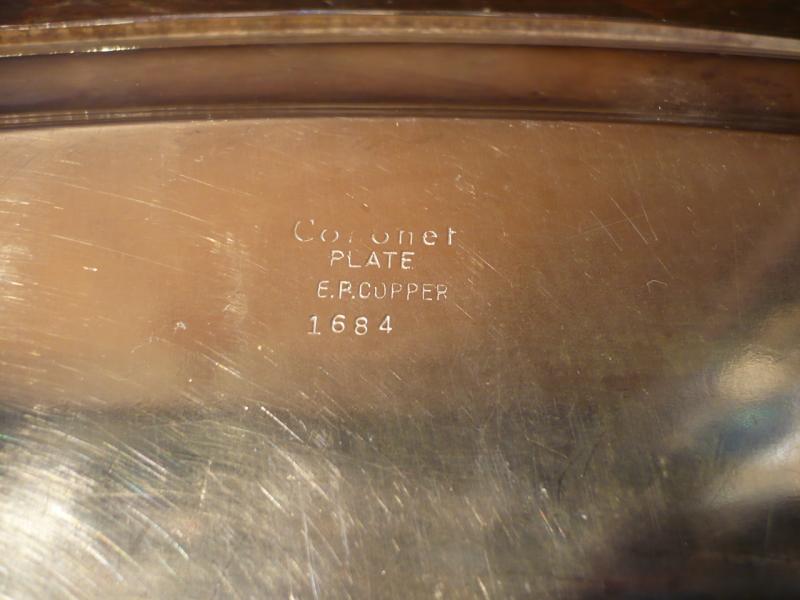 Coronet
PLATE
E.P.COPPER
1684